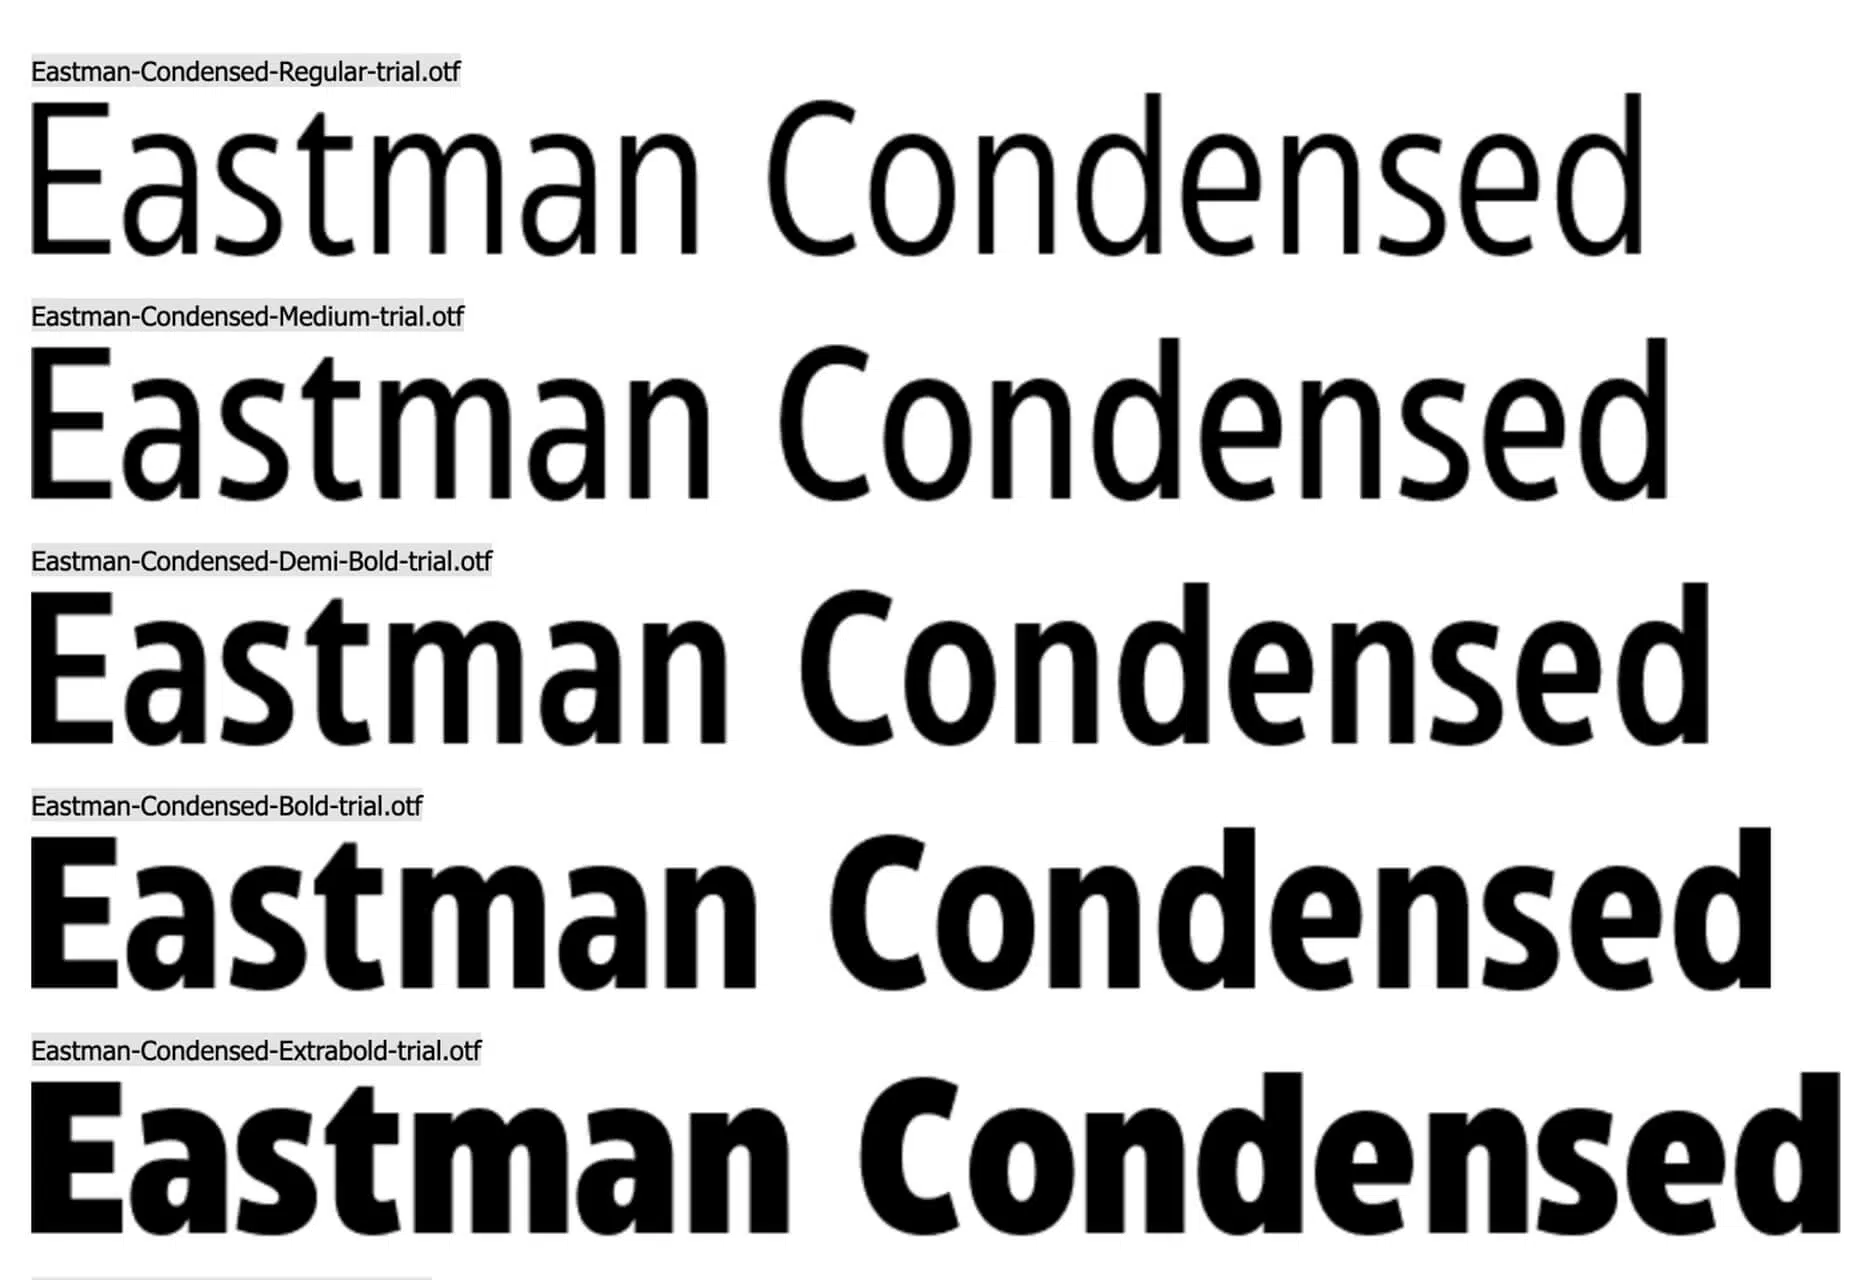 Eastman-Condensed-Regular-trial.otf
Eastman Condensed
Eastman-Condensed-Medium-trial.otf
Eastman Condensed
Eastman-Condensed-Demi-Bold-trial.otf
Eastman Condensed
Eastman-Condensed-Bold-trial.otf
Eastman Condensed
Eastman-Condensed-Extrabold-trial.otf
Eastman Condensed